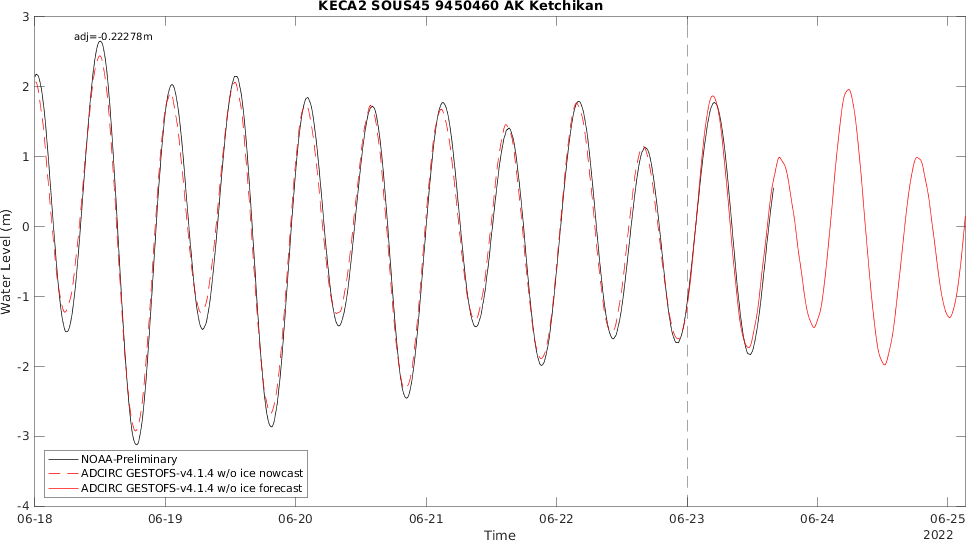 KECA2 SOUS45 9450460 AK Ketchikan
adj=-0.22278m
3
2
1
0
-1
-2
-3
-4
Water Level (m)
NOAA-Preliminary
ADCIRC GESTOFS-v4.1.4 w/o ice nowcast
ADCIRC GESTOFS-v4.1.4 w/o ice forecast
06-18 06-19 06-20 06-21 06-22 06-23 06-24 06-25
Time 2022